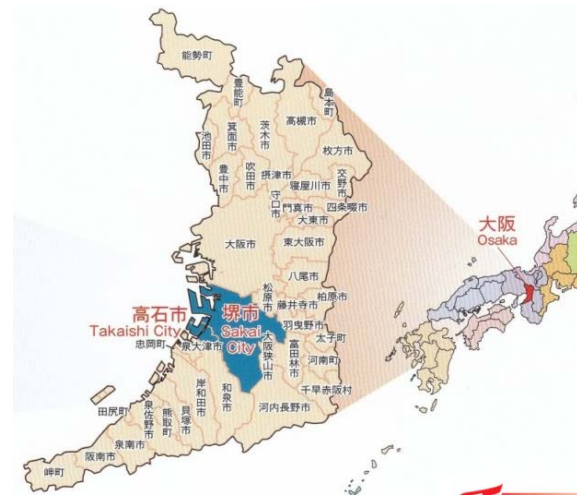 能勢町
豊能町
島本町
池田市
箕面市
茨木市
高槻市
枚方市
豊中市
吹田市
摂津市
寝屋川市
交野市
守口市
門真市
四条畷市
大東市
大阪市
東大阪市
大阪
Osaka
八尾市
松原市
藤井寺市
柏原市
高石市
Takaishi City
堺市
Sakai
City
羽曳野市
太子町
忠岡町
泉大津市
大阪狭山市
富田林市
河南町
千早赤阪村
和泉市
岸和田市
河内長野市
貝塚市
熊取町
泉佐野市
田尻町
泉南市
阪南市
岬町